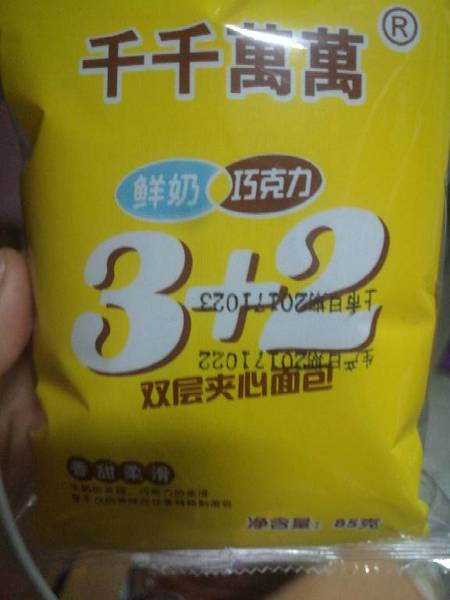 千千萬萬®
鲜奶 巧克力
3+2
上市日期20171023
生产日期20171022
双层夹心面包
香甜柔滑
净含量：85克